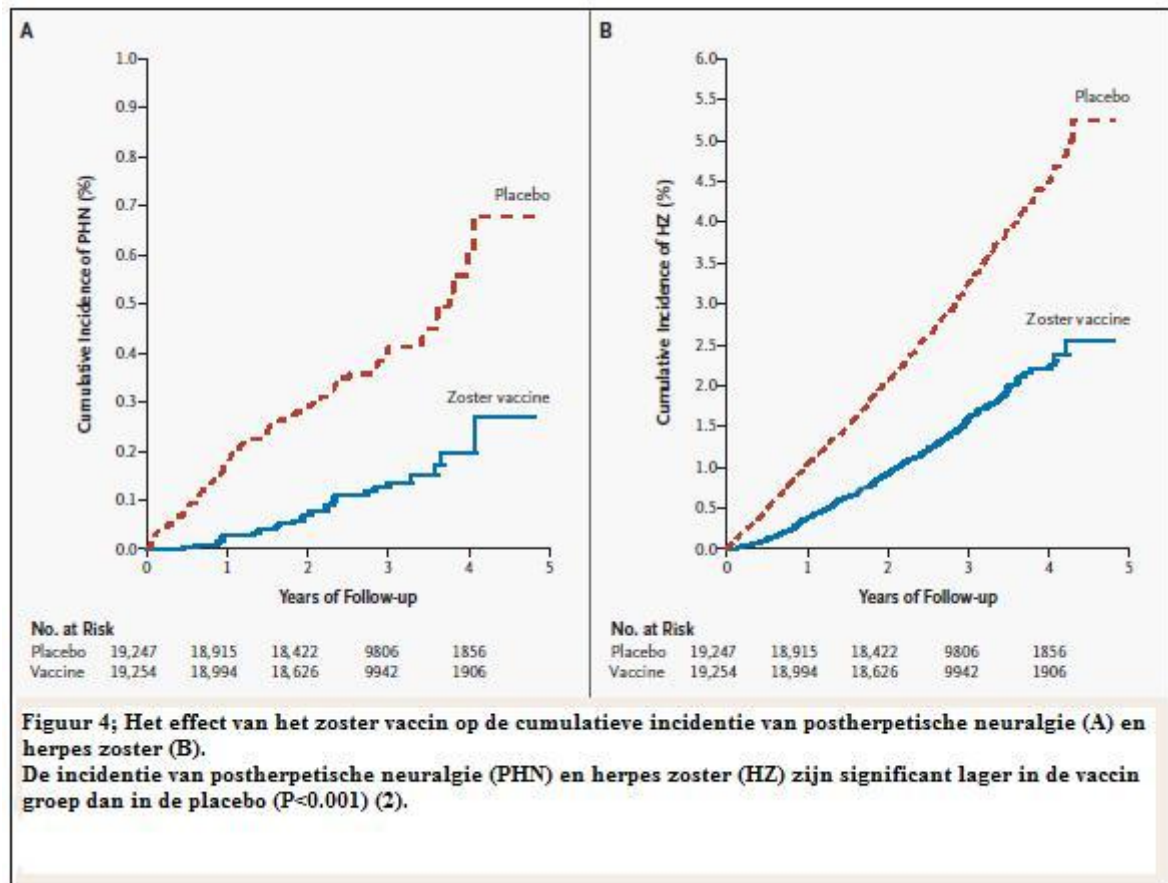 A
1.0
0.9
0.8
0.7
0.6
0.5
0.4
0.3
0.2
0.1
0.0
Cumulative Incidence of PHN (%)
Placebo
Zoster vaccine
0 1 2 3 4 5
Years of Follow-up
No. at Risk
Placebo 19,247 18,915 18,422 9806 1856
Vaccine 19,254 18,994 18,626 9942 1906
B
6.0
5.5
5.0
4.5
4.0
3.5
3.0
2.5
2.0
1.5
1.0
0.5
0.0
Cumulative Incidence of HZ (%)
Placebo
Zoster vaccine
0 1 2 3 4 5
Years of Follow-up
No. at Risk
Placebo 19,247 18,915 18,422 9806 1856
Vaccine 19,254 18,994 18,626 9942 1906
Figuur 4; Het effect van het zoster vaccin op de cumulatieve incidentie van postherpetische neuralgie (A) en
herpes zoster (B).
De incidentie van postherpetische neuralgie (PHN) en herpes zoster (HZ) zijn significant lager in de vaccin
groep dan in de placebo (P<0.001) (2).